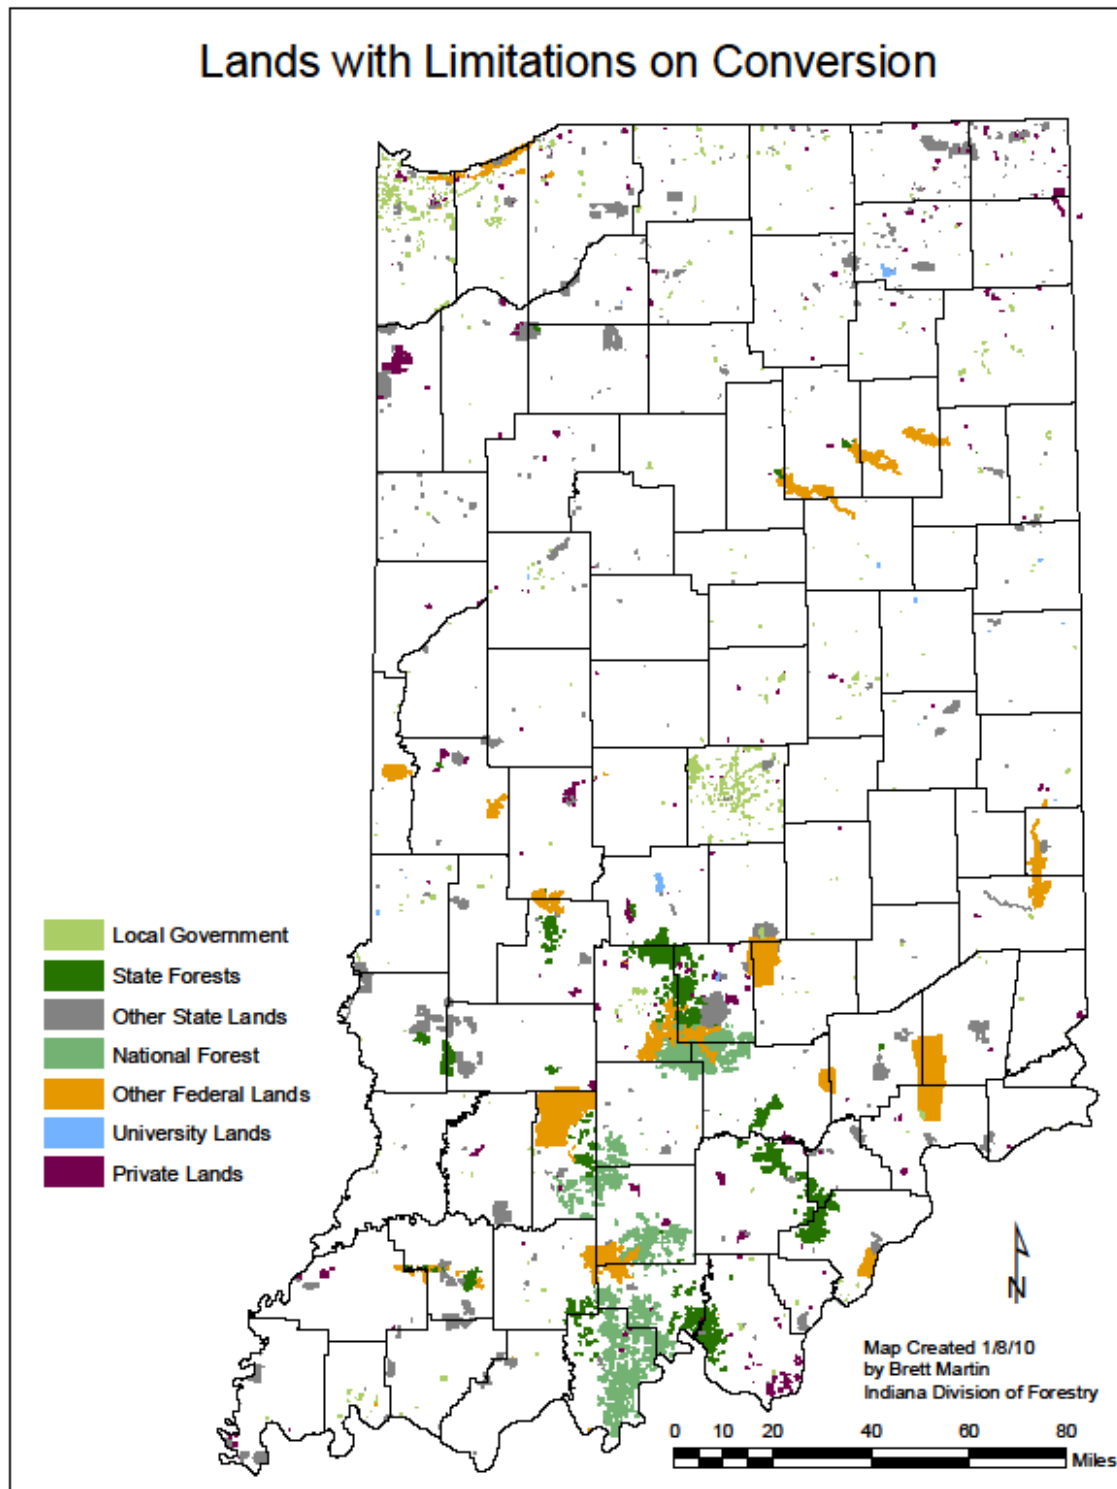 Lands with Limitations on Conversion
Local Government
State Forests
Other State Lands
National Forest
Other Federal Lands
University Lands
Private Lands
N
Map Created 1/8/10
by Brett Martin
Indiana Division of Forestry
0 10 20 40 60 80
Miles